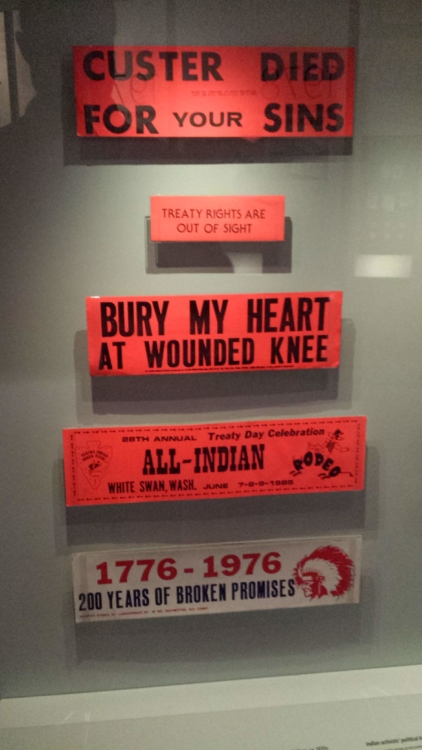 CUSTER DIED
FOR YOUR SINS
TREATY RIGHTS ARE
OUT OF SIGHT
BURY MY HEART
AT WOUNDED KNEE
28TH ANNUAL Treaty Day Celebration
ALL-INDIAN
RODEO
WHITE SWAN, WASH. JUNE 7-8-9-1985
1776-1976
200 YEARS OF BROKEN PROMISES